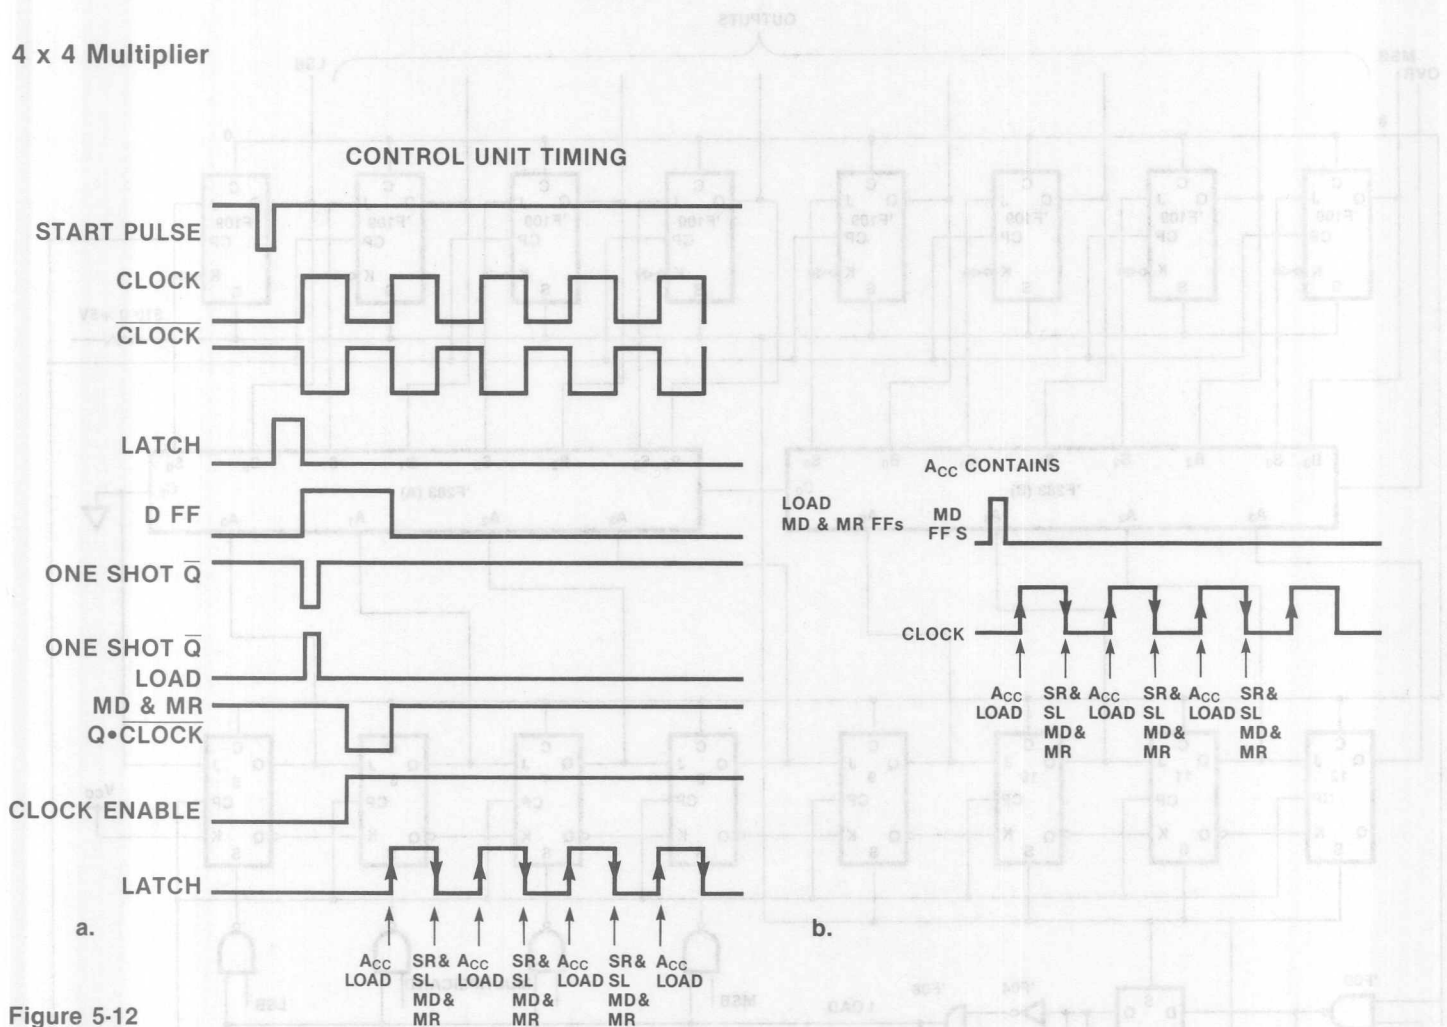 4 x 4 Multiplier
CONTROL UNIT TIMING
START PULSE
CLOCK
C̅L̅O̅C̅K̅
LATCH
D FF
ONE SHOT Q̅
ONE SHOT Q̅
LOAD
MD & MR
Q•C̅L̅O̅C̅K̅
CLOCK ENABLE
LATCH
ACC LOAD
SR & SL MD & MR
ACC LOAD
SR & SL MD & MR
ACC LOAD
SR & SL MD & MR
ACC LOAD
a.
ACC CONTAINS
LOAD
MD & MR FFs
MD
FF S
CLOCK
ACC LOAD
SR & SL MD & MR
ACC LOAD
SR & SL MD & MR
ACC LOAD
SR & SL MD & MR
b.
Figure 5-12